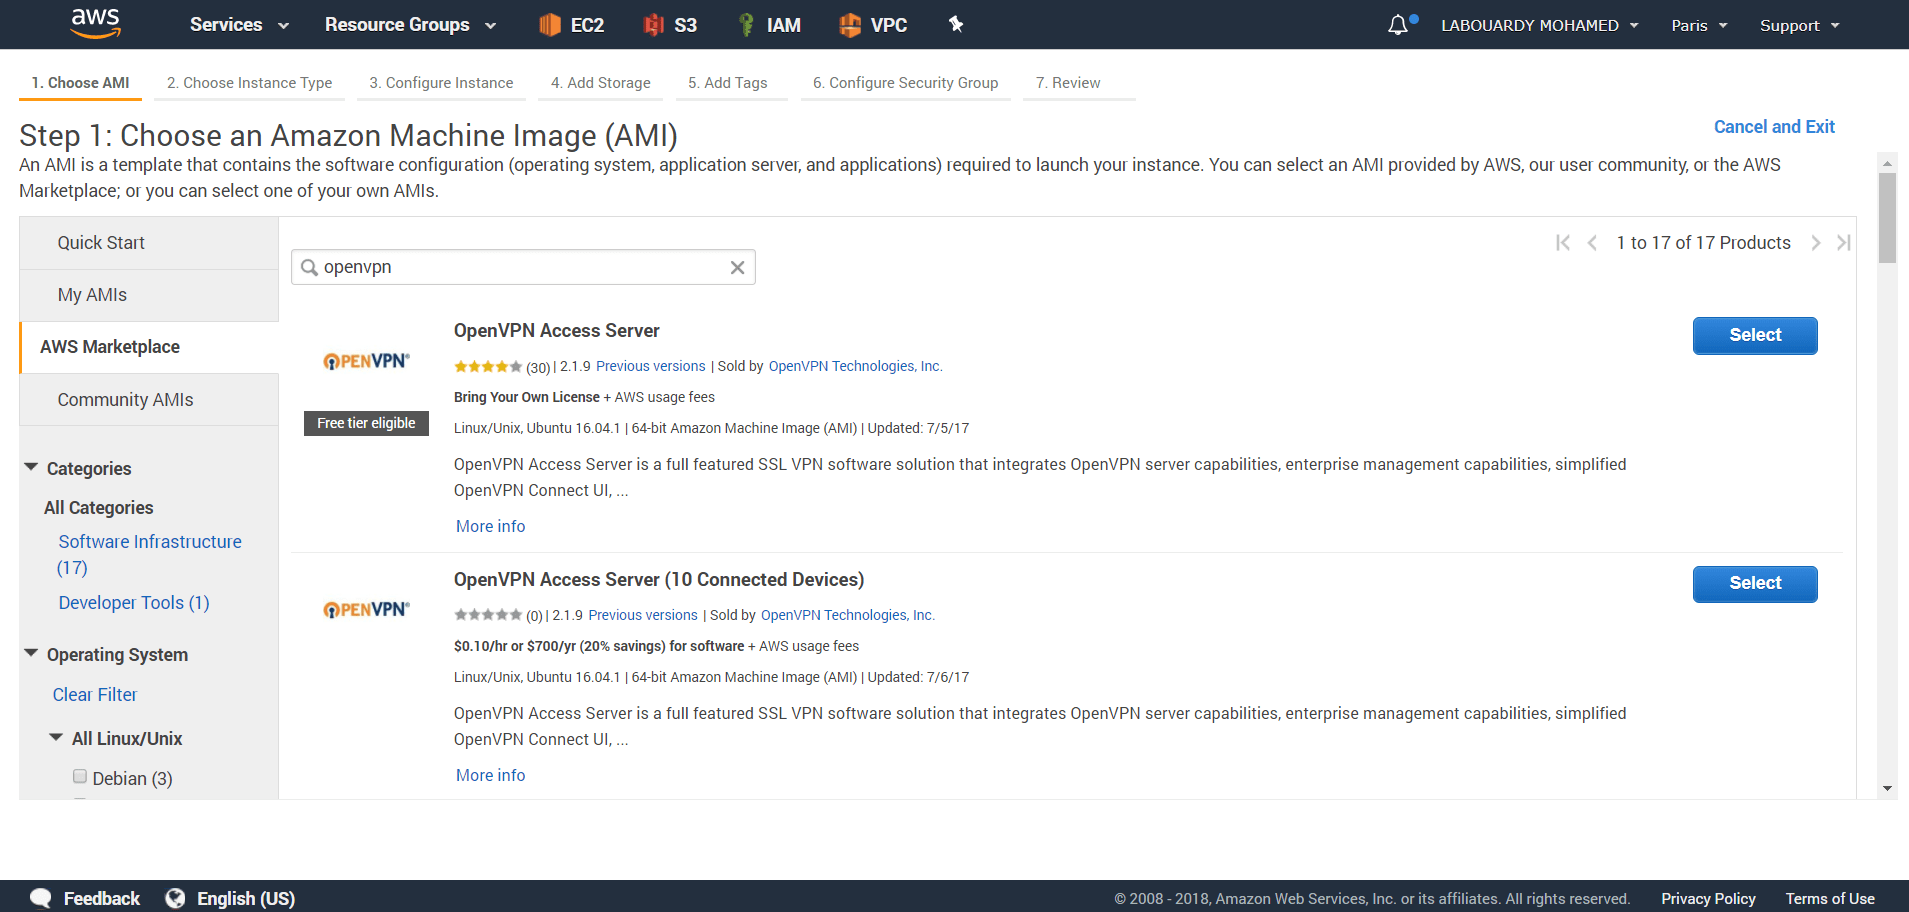 aws Services Resource Groups EC2 S3 IAM VPC LABOUARDY MOHAMED Paris Support
1. Choose AMI 2. Choose Instance Type 3. Configure Instance 4. Add Storage 5. Add Tags 6. Configure Security Group 7. Review
Step 1: Choose an Amazon Machine Image (AMI)
Cancel and Exit
An AMI is a template that contains the software configuration (operating system, application server, and applications) required to launch your instance. You can select an AMI provided by AWS, our user community, or the AWS
Marketplace; or you can select one of your own AMIs.
Quick Start
My AMIs
AWS Marketplace
Community AMIs
Categories
All Categories
Software Infrastructure
(17)
Developer Tools (1)
Operating System
Clear Filter
All Linux/Unix
Debian (3)
openvpn
1 to 17 of 17 Products
OPENVPN®
Free tier eligible
OpenVPN Access Server
Select
(30) | 2.1.9 Previous versions | Sold by OpenVPN Technologies, Inc.
Bring Your Own License + AWS usage fees
Linux/Unix, Ubuntu 16.04.1 | 64-bit Amazon Machine Image (AMI) | Updated: 7/5/17
OpenVPN Access Server is a full featured SSL VPN software solution that integrates OpenVPN server capabilities, enterprise management capabilities, simplified
OpenVPN Connect UI, ...
More info
OPENVPN®
OpenVPN Access Server (10 Connected Devices)
Select
(0) | 2.1.9 Previous versions | Sold by OpenVPN Technologies, Inc.
$0.10/hr or $700/yr (20% savings) for software + AWS usage fees
Linux/Unix, Ubuntu 16.04.1 | 64-bit Amazon Machine Image (AMI) | Updated: 7/6/17
OpenVPN Access Server is a full featured SSL VPN software solution that integrates OpenVPN server capabilities, enterprise management capabilities, simplified
OpenVPN Connect UI, ...
More info
Feedback English (US) © 2008 - 2018, Amazon Web Services, Inc. or its affiliates. All rights reserved. Privacy Policy Terms of Use